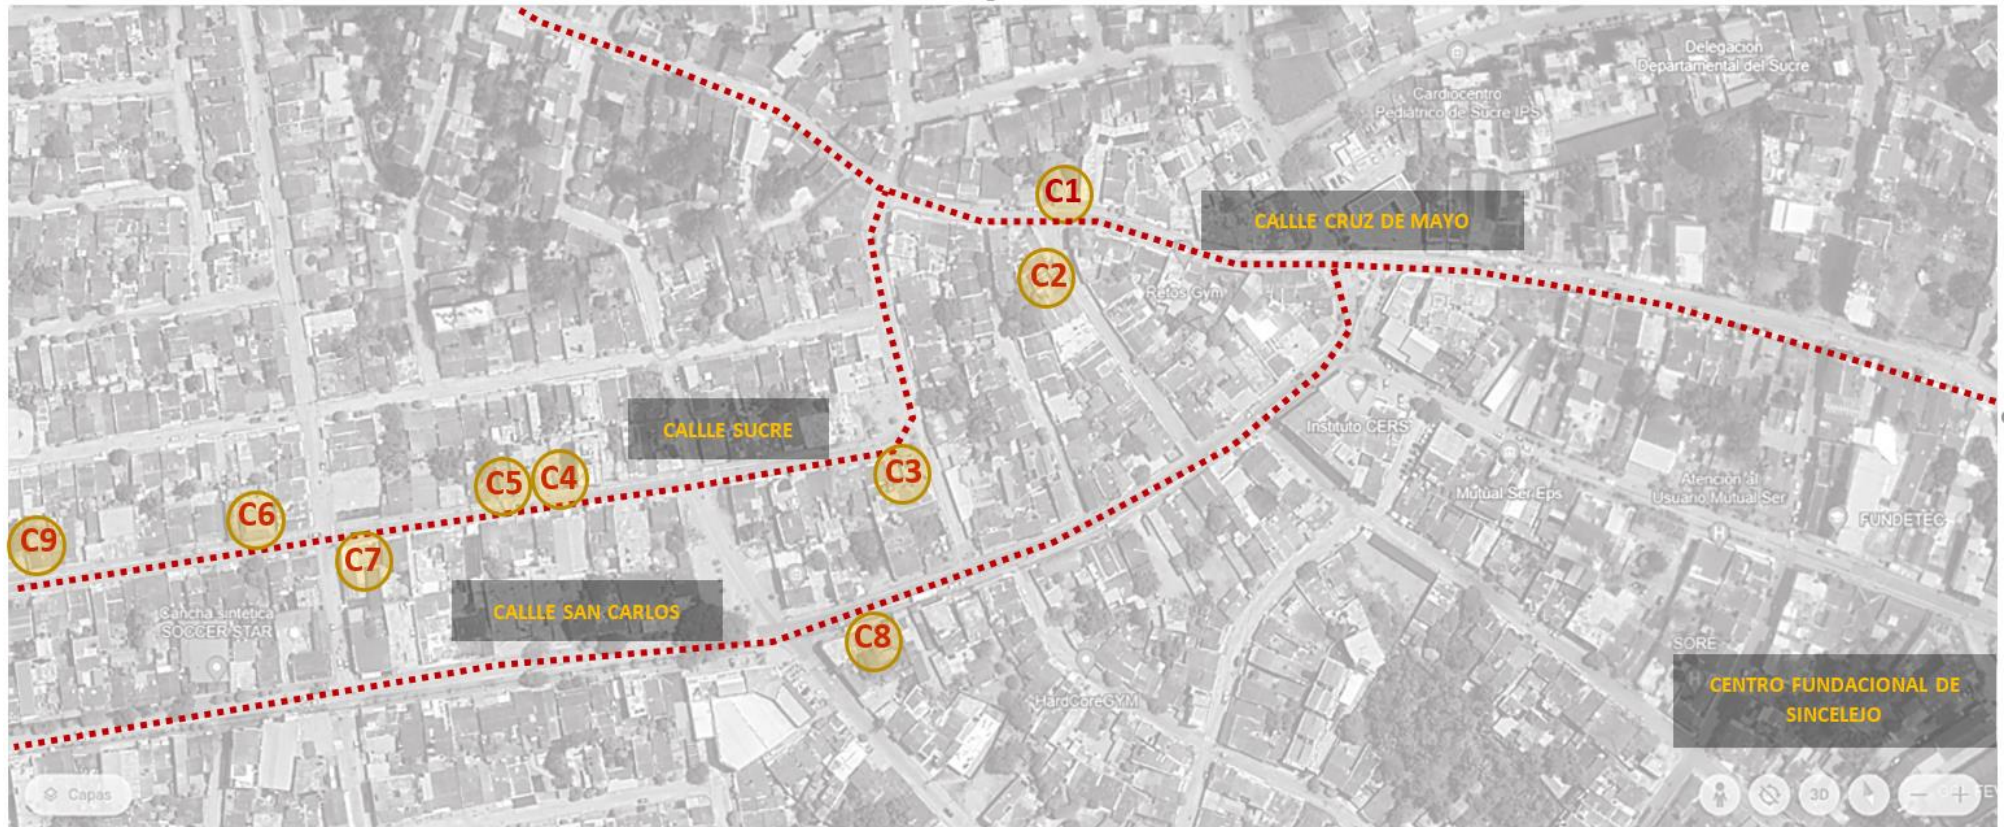 Delegación
Departamental del Sucre
Cardiocentro
Pediátrico de Sucre IPS
C1
CALLLE CRUZ DE MAYO
C2
Retos Gym
CALLLE SUCRE
Instituto CERS
C3
C4
C5
Mutual Ser Eps
Atención al
Usuario Mutual Ser
FUNDETEC
C6
C9
C7
Cancha sintética
SOCCER STAR
CALLLE SAN CARLOS
C8
SORE
CENTRO FUNDACIONAL DE
SINCELEJO
HardCoreGYM
Capas
3D